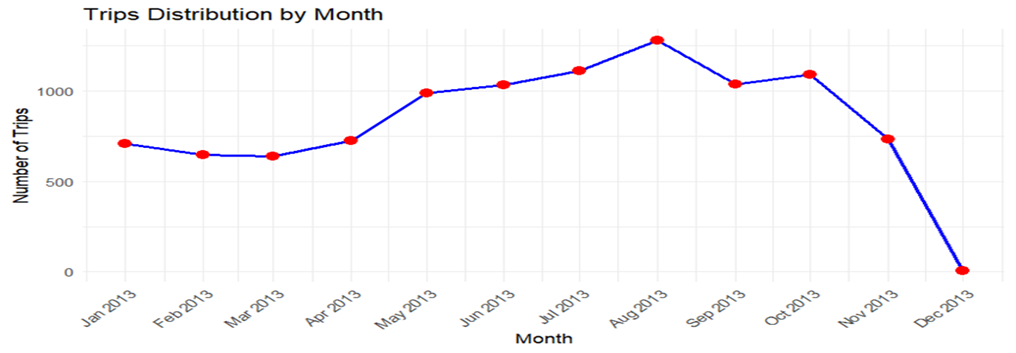 Trips Distribution by Month
Number of Trips
1000
500
0
Jan 2013
Feb 2013
Mar 2013
Apr 2013
May 2013
Jun 2013
Jul 2013
Aug 2013
Sep 2013
Oct 2013
Nov 2013
Dec 2013
Month